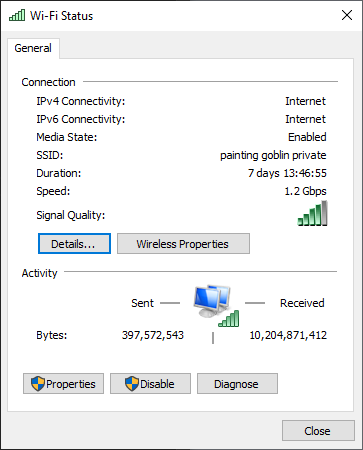 Wi-Fi Status
General
Connection
IPv4 Connectivity: Internet
IPv6 Connectivity: Internet
Media State: Enabled
SSID: painting goblin private
Duration: 7 days 13:46:55
Speed: 1.2 Gbps
Signal Quality:
Details... Wireless Properties
Activity
Sent Received
Bytes: 397,572,543 10,204,871,412
Properties Disable Diagnose
Close